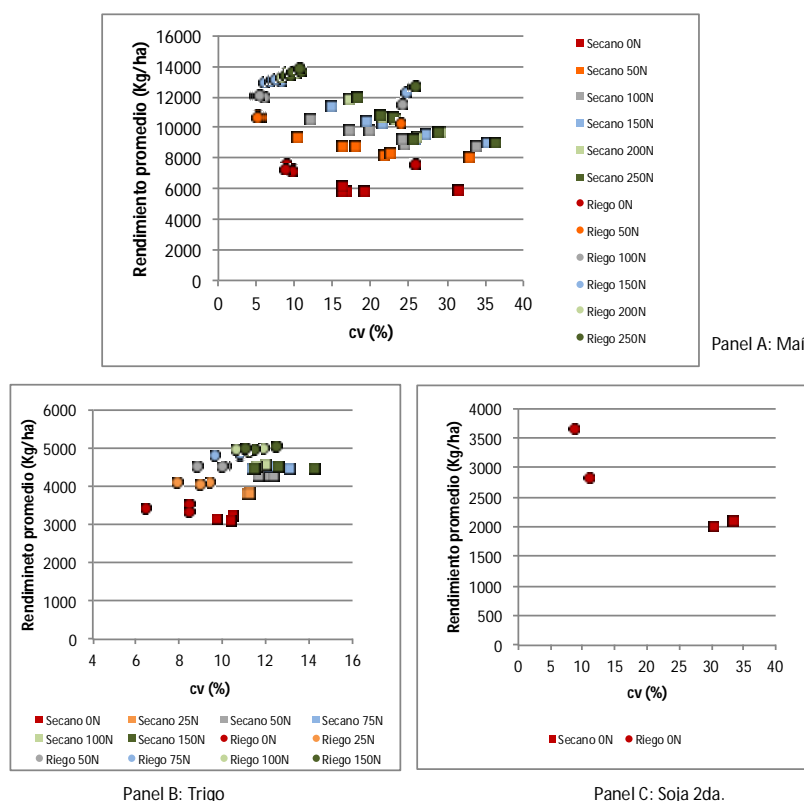 Rendimiento promedio (Kg/ha)
16000
14000
12000
10000
8000
6000
4000
2000
0
0 5 10 15 20 25 30 35 40
cv (%)
Secano 0N
Secano 50N
Secano 100N
Secano 150N
Secano 200N
Secano 250N
Riego 0N
Riego 50N
Riego 100N
Riego 150N
Riego 200N
Riego 250N
Panel A: Maí
Rendimineto promedio (Kg/ha)
6000
5000
4000
3000
2000
1000
0
4 6 8 10 12 14 16
cv (%)
Secano 0N Secano 25N Secano 50N Secano 75N
Secano 100N Secano 150N Riego 0N Riego 25N
Riego 50N Riego 75N Riego 100N Riego 150N
Panel B: Trigo
Rendimiento promedio (Kg/ha)
4000
3500
3000
2500
2000
1500
1000
500
0
0 5 10 15 20 25 30 35
cv (%)
Secano 0N Riego 0N
Panel C: Soja 2da.